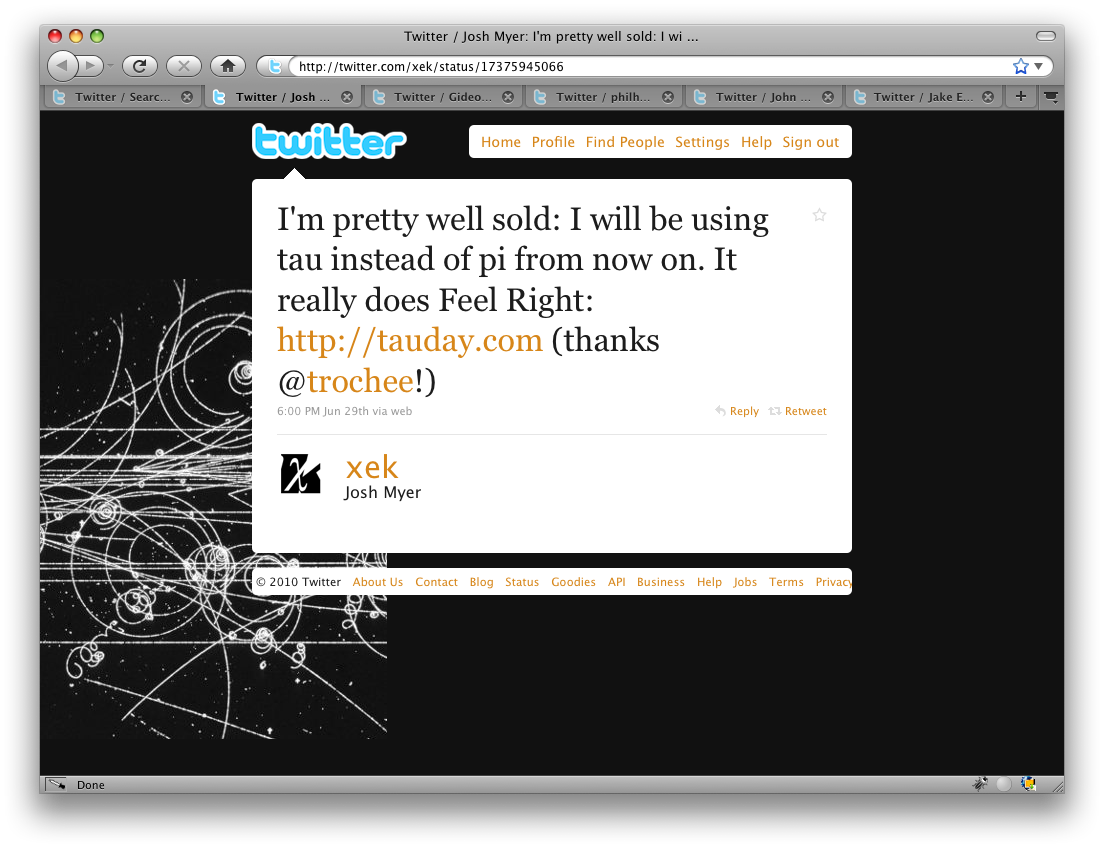 Twitter / Josh Myer: I'm pretty well sold: I wi ...
http://twitter.com/xek/status/17375945066
Twitter / Searc... Twitter / Josh ... Twitter / Gideo... Twitter / philh... Twitter / John ... Twitter / Jake E...
twitter
Home Profile Find People Settings Help Sign out
I'm pretty well sold: I will be using
tau instead of pi from now on. It
really does Feel Right:
http://tauday.com (thanks
@trochee!)
6:00 PM Jun 29th via web Reply Retweet
xek
Josh Myer
© 2010 Twitter About Us Contact Blog Status Goodies API Business Help Jobs Terms Privacy
Done